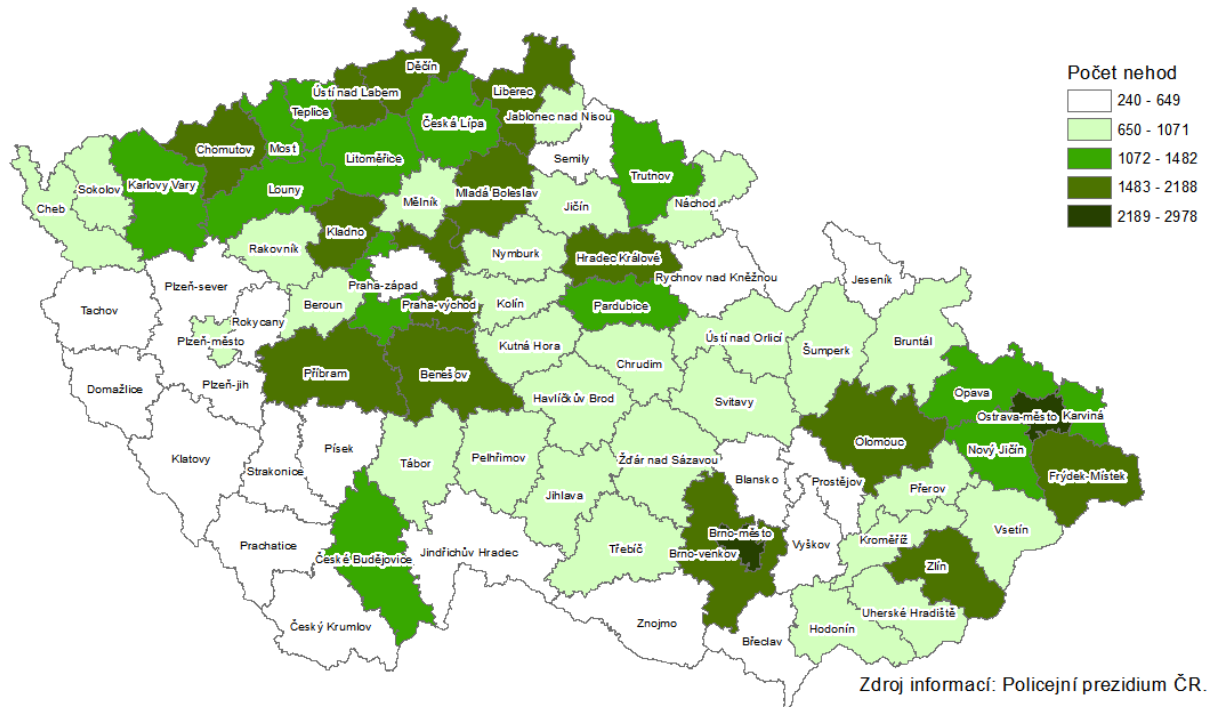 Počet nehod
240 - 649
650 - 1071
1072 - 1482
1483 - 2188
2189 - 2978
Děčín
Ústí nad Labem
Liberec
Teplice
Jablonec nad Nisou
Česká Lípa
Chomutov
Most
Litoměřice
Semily
Trutnov
Sokolov
Karlovy Vary
Louny
Mladá Boleslav
Mělník
Jičín
Náchod
Cheb
Kladno
Rakovník
Nymburk
Hradec Králové
Rychnov nad Kněžnou
Jeseník
Plzeň-sever
Praha-západ
Tachov
Beroun
Praha-východ
Kolín
Pardubice
Rokycany
Plzeň-město
Kutná Hora
Ústí nad Orlicí
Šumperk
Bruntál
Chrudim
Příbram
Benešov
Domažlice
Plzeň-jih
Opava
Havlíčkův Brod
Svitavy
Ostrava-město
Karviná
Klatovy
Písek
Olomouc
Nový Jičín
Strakonice
Tábor
Pelhřimov
Žďár nad Sázavou
Blansko
Prostějov
Přerov
Frýdek-Místek
Jihlava
Vsetín
Prachatice
Třebíč
Brno-město
Vyškov
Kroměříž
České Budějovice
Jindřichův Hradec
Brno-venkov
Zlín
Uherské Hradiště
Český Krumlov
Znojmo
Hodonín
Břeclav
Zdroj informací: Policejní prezidium ČR.